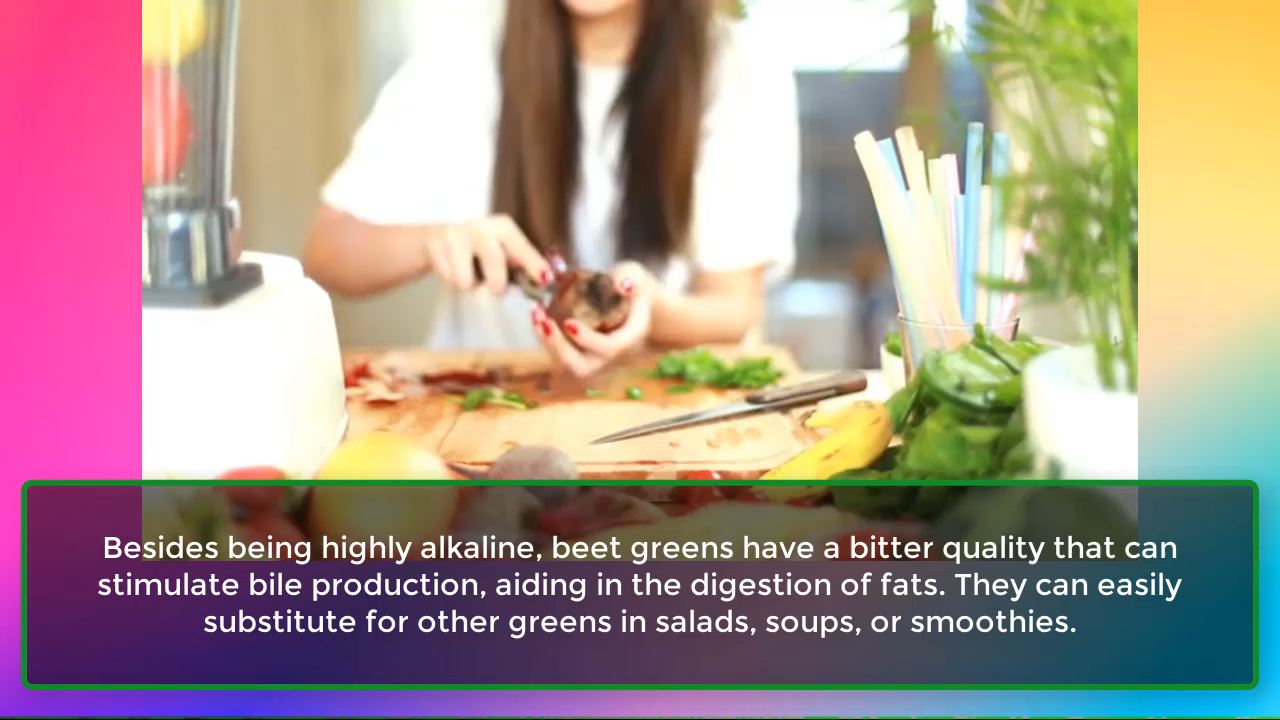 Besides being highly alkaline, beet greens have a bitter quality that can
stimulate bile production, aiding in the digestion of fats. They can easily
substitute for other greens in salads, soups, or smoothies.